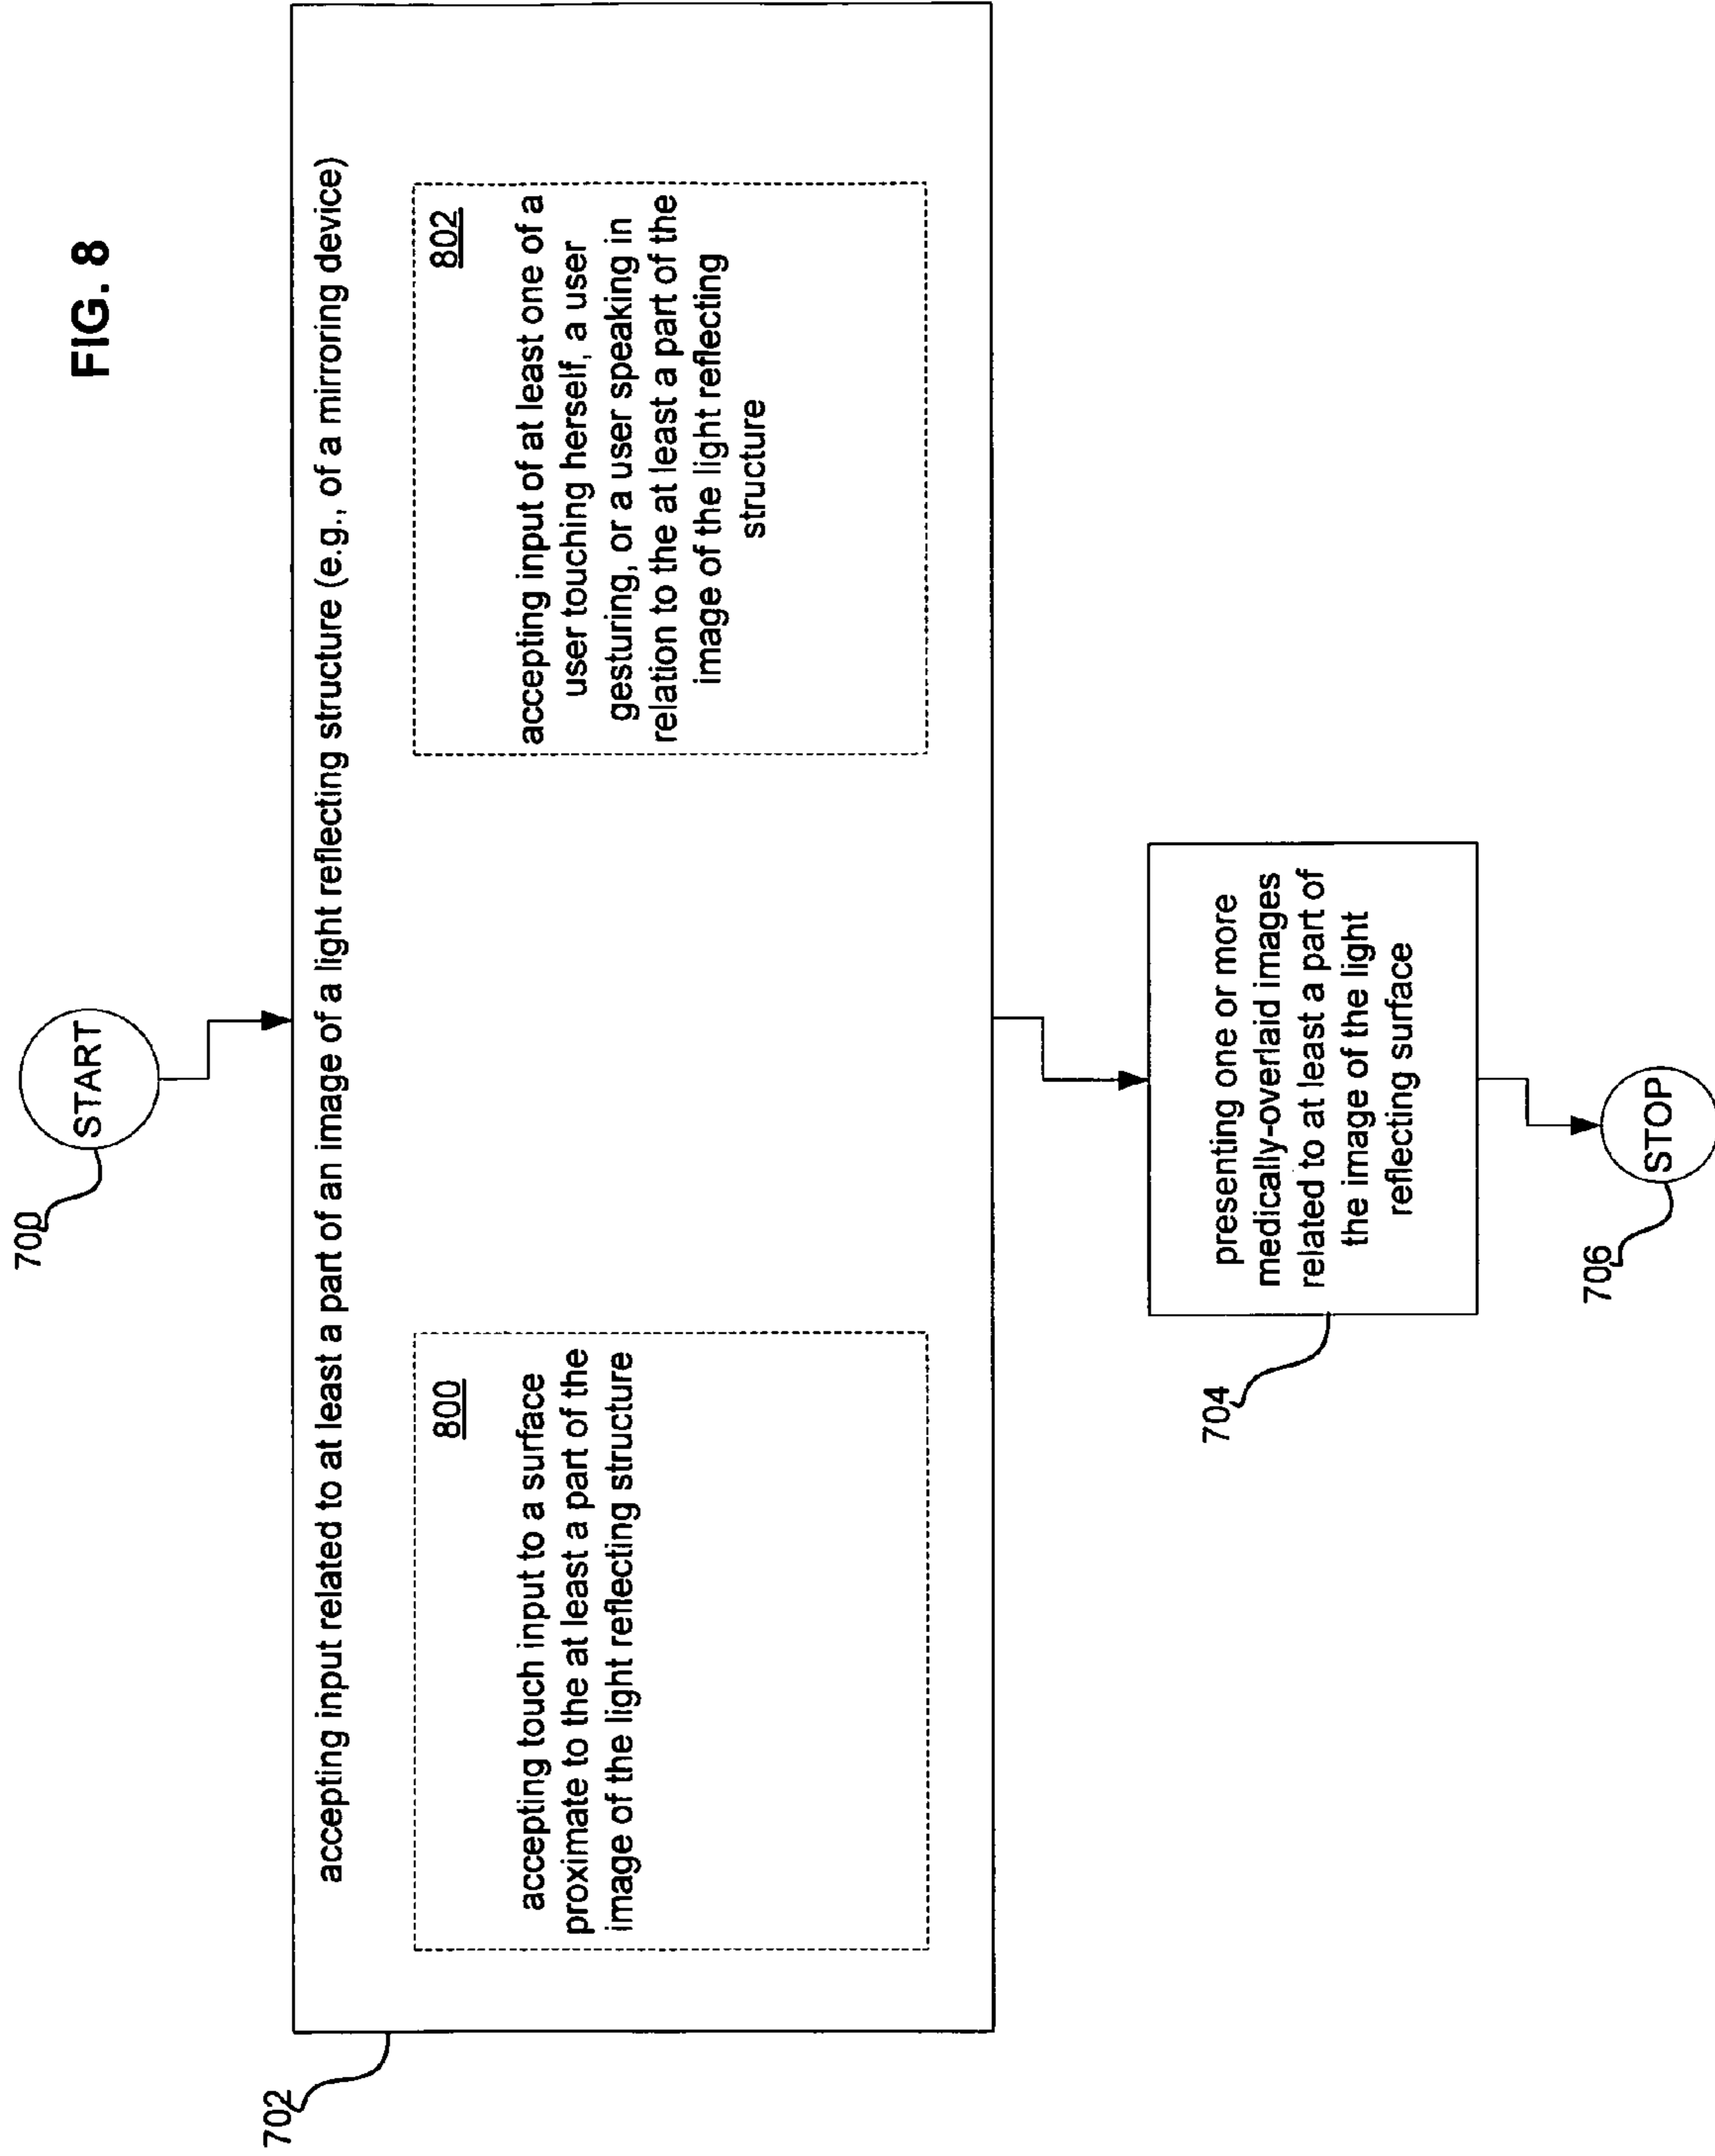 FIG. 8
700
START
702
accepting input related to at least a part of an image of a light reflecting structure (e.g., of a mirroring device)
800
accepting touch input to a surface
proximate to the at least a part of the
image of the light reflecting structure
802
accepting input of at least one of a
user touching herself, a user
gesturing, or a user speaking in
relation to the at least a part of the
image of the light reflecting
structure
704
presenting one or more
medically-overlaid images
related to at least a part of
the image of the light
reflecting surface
706
STOP